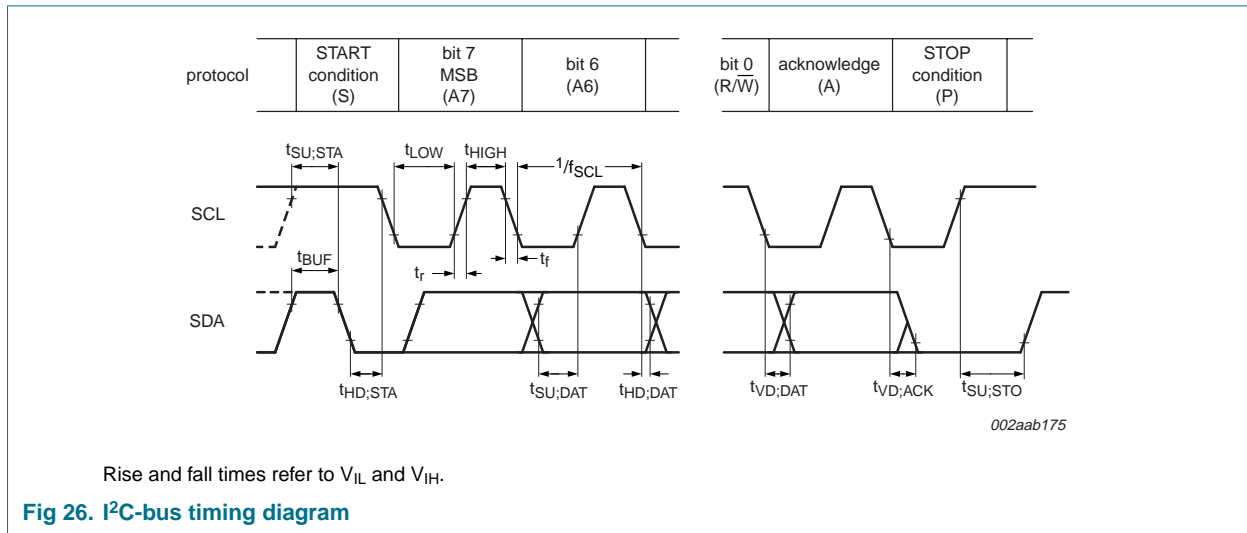 protocol
START
condition
(S)
bit 7
MSB
(A7)
bit 6
(A6)
bit 0
(R/W̅)
acknowledge
(A)
STOP
condition
(P)
tSU;STA
tLOW
tHIGH
1/fSCL
SCL
tBUF
tr
tf
SDA
tHD;STA
tSU;DAT
tHD;DAT
tVD;DAT
tVD;ACK
tSU;STO
002aab175
Rise and fall times refer to VIL and VIH.
Fig 26. I²C-bus timing diagram